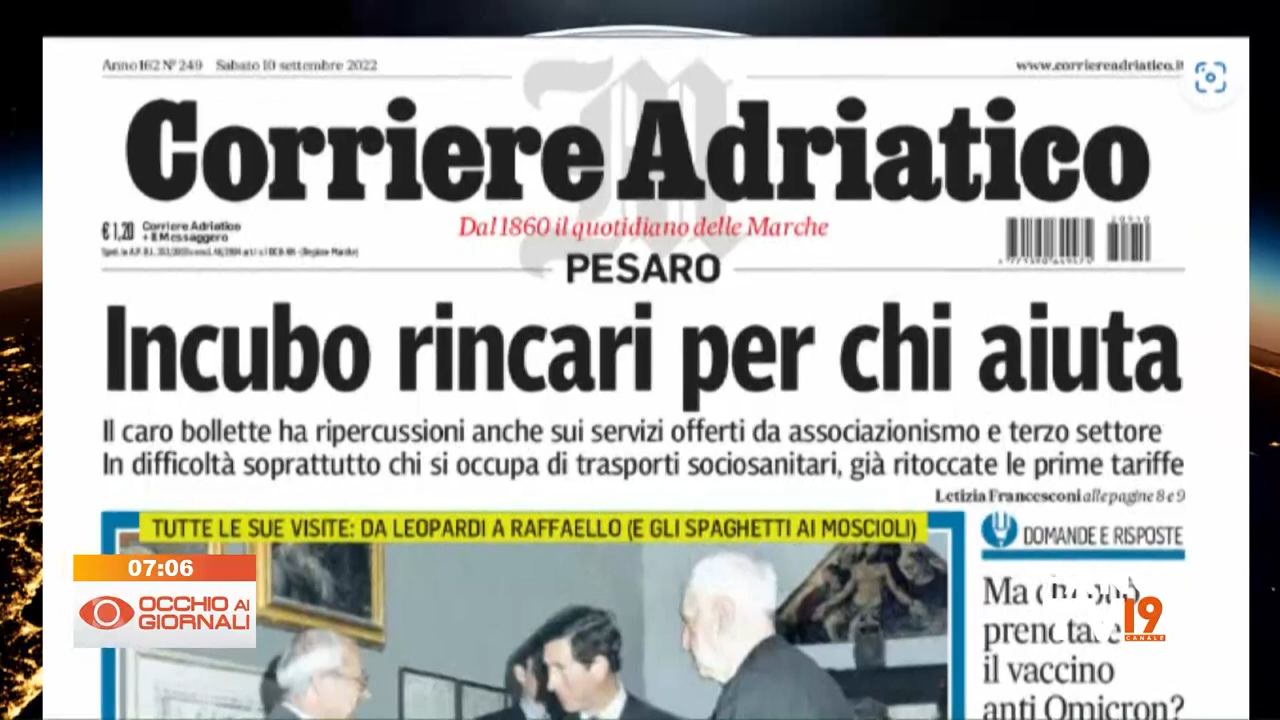 Anno 162 N° 249 Sabato 10 settembre 2022
www.corriereadriatico.it
Corriere Adriatico
€ 1,20 Corriere Adriatico
+ Il Messaggero
Dal 1860 il quotidiano delle Marche
PESARO
Incubo rincari per chi aiuta
Il caro bollette ha ripercussioni anche sui servizi offerti da associazionismo e terzo settore
In difficoltà soprattutto chi si occupa di trasporti sociosanitari, già ritoccate le prime tariffe
Letizia Francesconi alle pagine 8 e 9
TUTTE LE SUE VISITE: DA LEOPARDI A RAFFAELLO (E GLI SPAGHETTI AI MOSCIOLI)
DOMANDE E RISPOSTE
Ma
il vaccino
anti Omicron?
07:06
OCCHIO AI
GIORNALI
19
CANALE